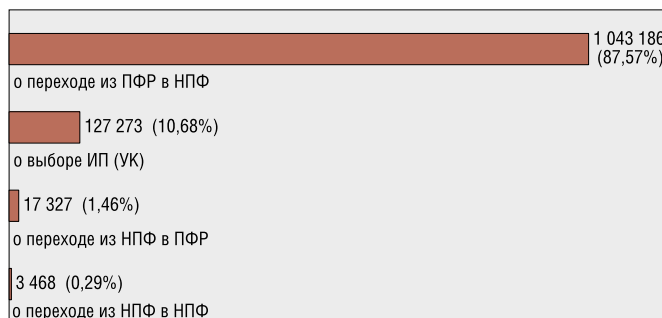 1 043 186
(87,57%)
о переходе из ПФР в НПФ
127 273 (10,68%)
о выборе ИП (УК)
17 327 (1,46%)
о переходе из НПФ в ПФР
3 468 (0,29%)
о переходе из НПФ в НПФ